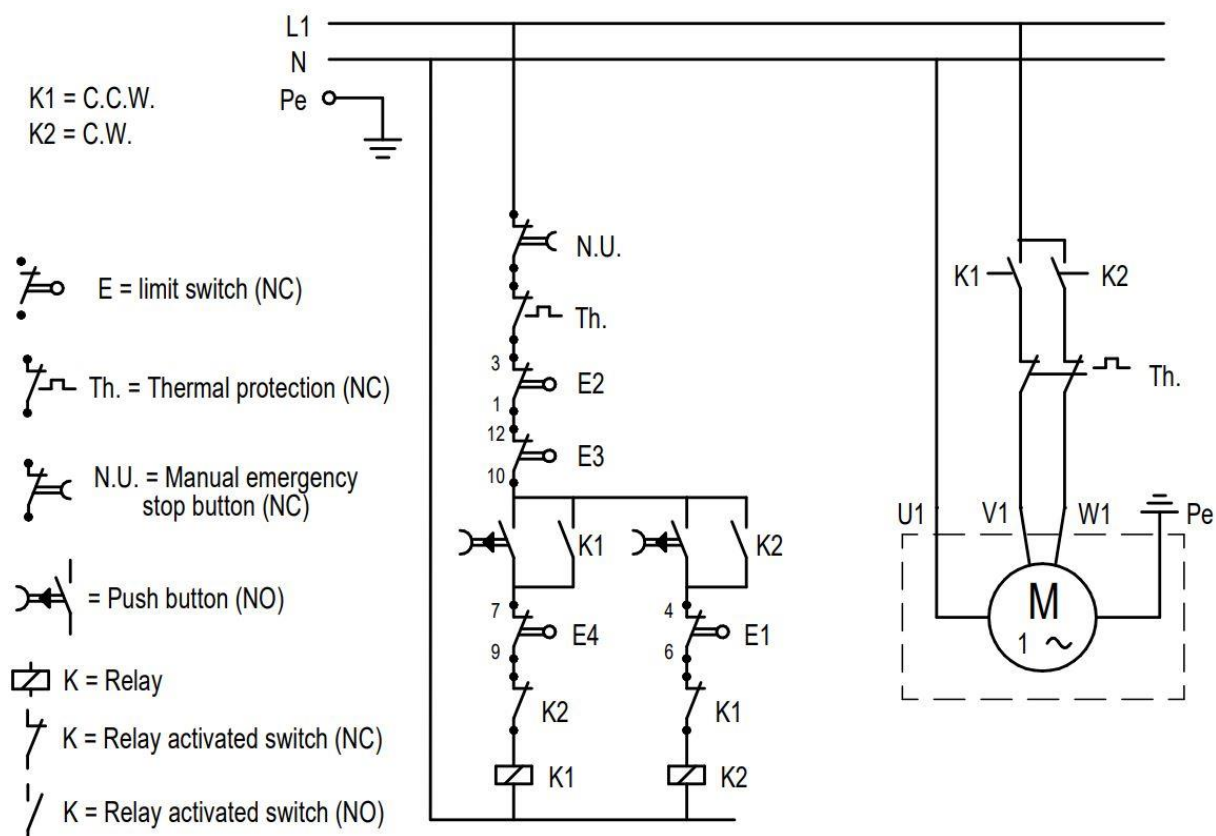 L1
N
Pe
K1 = C.C.W.
K2 = C.W.
E = limit switch (NC)
Th. = Thermal protection (NC)
N.U. = Manual emergency
stop button (NC)
= Push button (NO)
K = Relay
K = Relay activated switch (NC)
K = Relay activated switch (NO)
N.U.
Th.
3
E2
1
12
E3
10
K1
K2
7
E4
9
4
E1
6
K2
K1
K1
K2
K1
K2
Th.
U1
V1
W1
Pe
M
1 ~